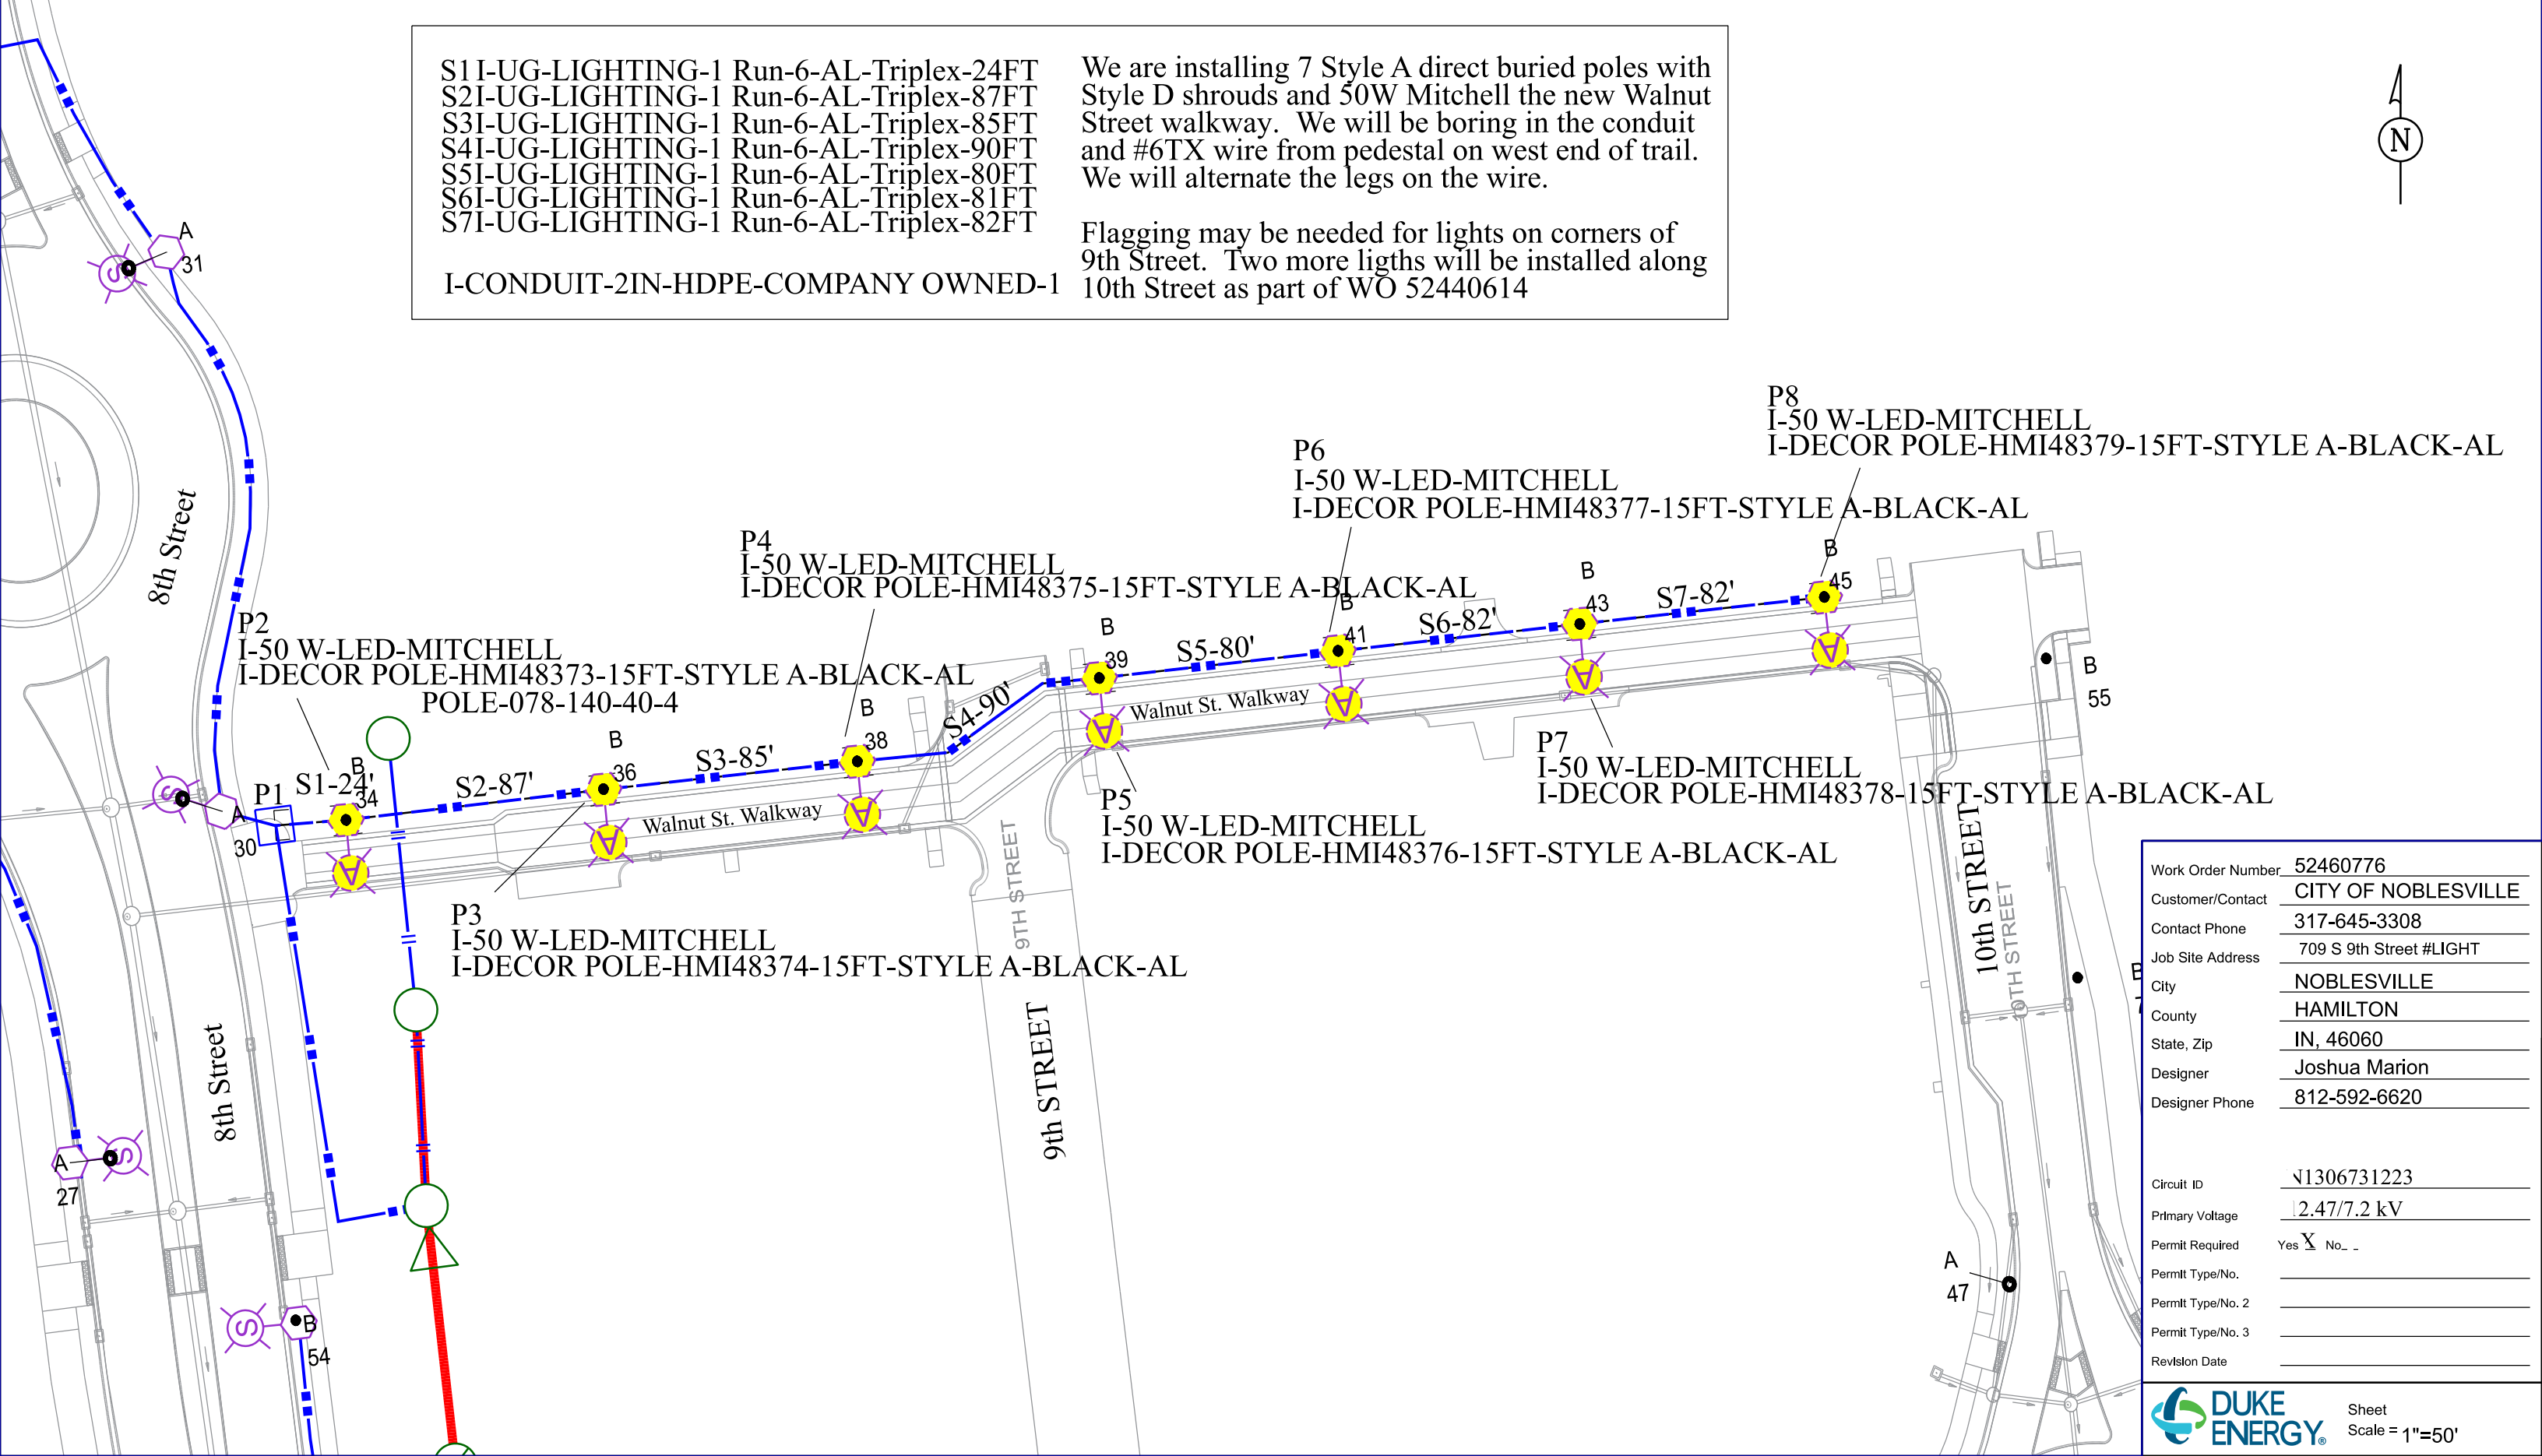 S1I-UG-LIGHTING-1 Run-6-AL-Triplex-24FT
S2I-UG-LIGHTING-1 Run-6-AL-Triplex-87FT
S3I-UG-LIGHTING-1 Run-6-AL-Triplex-85FT
S4I-UG-LIGHTING-1 Run-6-AL-Triplex-90FT
S5I-UG-LIGHTING-1 Run-6-AL-Triplex-80FT
S6I-UG-LIGHTING-1 Run-6-AL-Triplex-81FT
S7I-UG-LIGHTING-1 Run-6-AL-Triplex-82FT
I-CONDUIT-2IN-HDPE-COMPANY OWNED-1
We are installing 7 Style A direct buried poles with
Style D shrouds and 50W Mitchell the new Walnut
Street walkway.  We will be boring in the conduit
and #6TX wire from pedestal on west end of trail.
We will alternate the legs on the wire.
Flagging may be needed for lights on corners of
9th Street.  Two more ligths will be installed along
10th Street as part of WO 52440614
N
A
31
S
8th Street
P8
I-50 W-LED-MITCHELL
I-DECOR POLE-HMI48379-15FT-STYLE A-BLACK-AL
P6
I-50 W-LED-MITCHELL
I-DECOR POLE-HMI48377-15FT-STYLE A-BLACK-AL
P4
I-50 W-LED-MITCHELL
I-DECOR POLE-HMI48375-15FT-STYLE A-BLACK-AL
P2
I-50 W-LED-MITCHELL
I-DECOR POLE-HMI48373-15FT-STYLE A-BLACK-AL
POLE-078-140-40-4
S
A
30
P1
S1-24'
B
34
A
S2-87'
B
36
A
S3-85'
B
38
A
S4-90'
B
39
A
S5-80'
B
41
A
S6-82'
B
43
A
S7-82'
B
45
A
B
55
Walnut St. Walkway
Walnut St. Walkway
P3
I-50 W-LED-MITCHELL
I-DECOR POLE-HMI48374-15FT-STYLE A-BLACK-AL
P5
I-50 W-LED-MITCHELL
I-DECOR POLE-HMI48376-15FT-STYLE A-BLACK-AL
P7
I-50 W-LED-MITCHELL
I-DECOR POLE-HMI48378-15FT-STYLE A-BLACK-AL
9TH STREET
9th STREET
10th STREET
10TH STREET
8th Street
A
27
S
S
B
54
A
47
B
Work Order Number 52460776
Customer/Contact CITY OF NOBLESVILLE
Contact Phone 317-645-3308
Job Site Address 709 S 9th Street #LIGHT
City NOBLESVILLE
County HAMILTON
State, Zip IN, 46060
Designer Joshua Marion
Designer Phone 812-592-6620
Circuit ID N1306731223
Primary Voltage 12.47/7.2 kV
Permit Required Yes X No_ _
Permit Type/No.
Permit Type/No. 2
Permit Type/No. 3
Revision Date
DUKE
ENERGY®
Sheet
Scale = 1"=50'